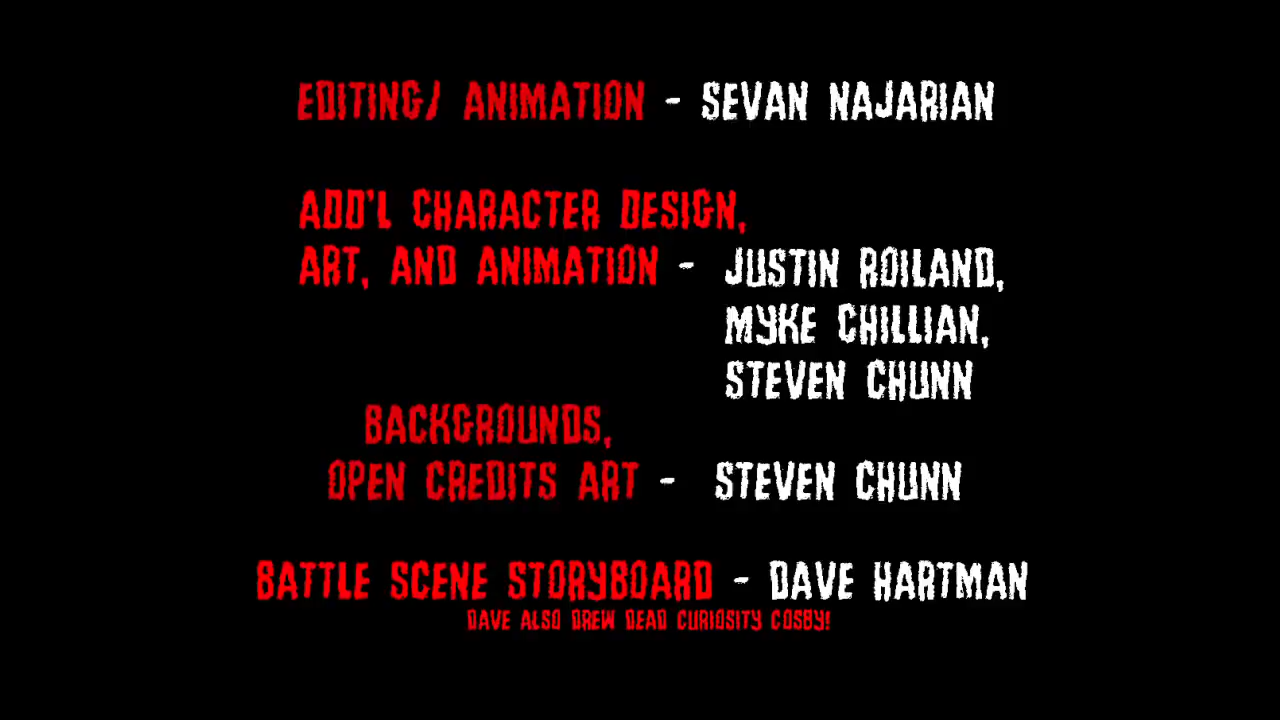 EDITING/ ANIMATION - SEVAN NAJARIAN
ADD'L CHARACTER DESIGN,
ART, AND ANIMATION - JUSTIN ROILAND,
MYKE CHILLIAN,
STEVEN CHUNN
BACKGROUNDS,
OPEN CREDITS ART - STEVEN CHUNN
BATTLE SCENE STORYBOARD - DAVE HARTMAN
DAVE ALSO DREW DEAD CURIOSITY COSBY!